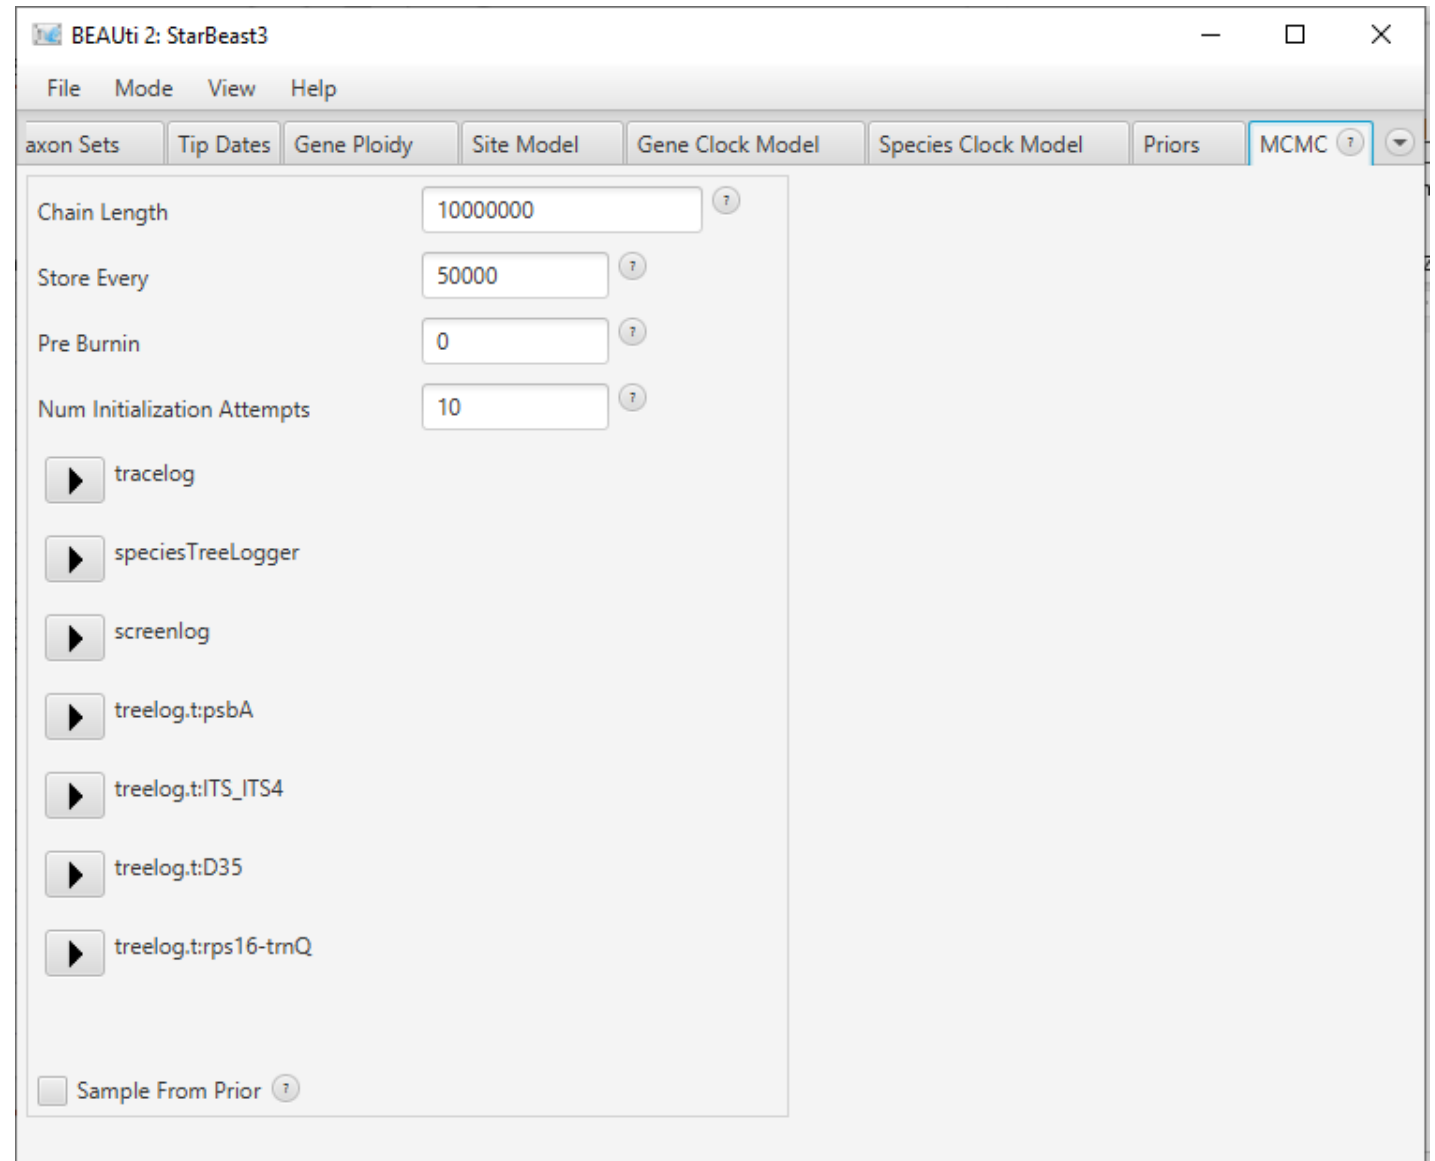 BEAUti 2: StarBeast3
File Mode View Help
axon Sets Tip Dates Gene Ploidy Site Model Gene Clock Model Species Clock Model Priors MCMC ?
Chain Length 10000000 ?
Store Every 50000 ?
Pre Burnin 0 ?
Num Initialization Attempts 10 ?
tracelog
speciesTreeLogger
screenlog
treelog.t:psbA
treelog.t:ITS_ITS4
treelog.t:D35
treelog.t:rps16-trnQ
Sample From Prior ?